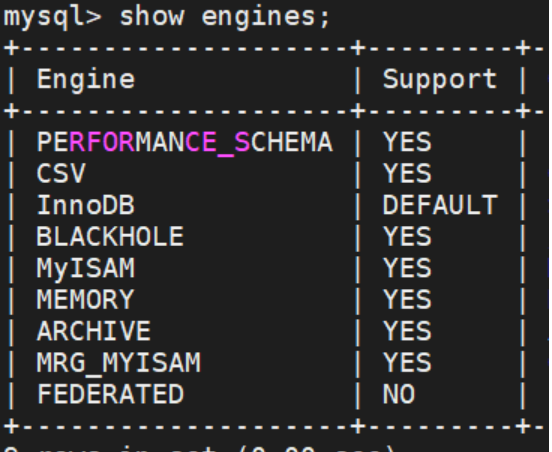 mysql> show engines;
+--------------------+---------+-
| Engine             | Support |
+--------------------+---------+-
| PERFORMANCE_SCHEMA | YES     |
| CSV                | YES     |
| InnoDB             | DEFAULT |
| BLACKHOLE          | YES     |
| MyISAM             | YES     |
| MEMORY             | YES     |
| ARCHIVE            | YES     |
| MRG_MYISAM         | YES     |
| FEDERATED          | NO      |
+--------------------+---------+-